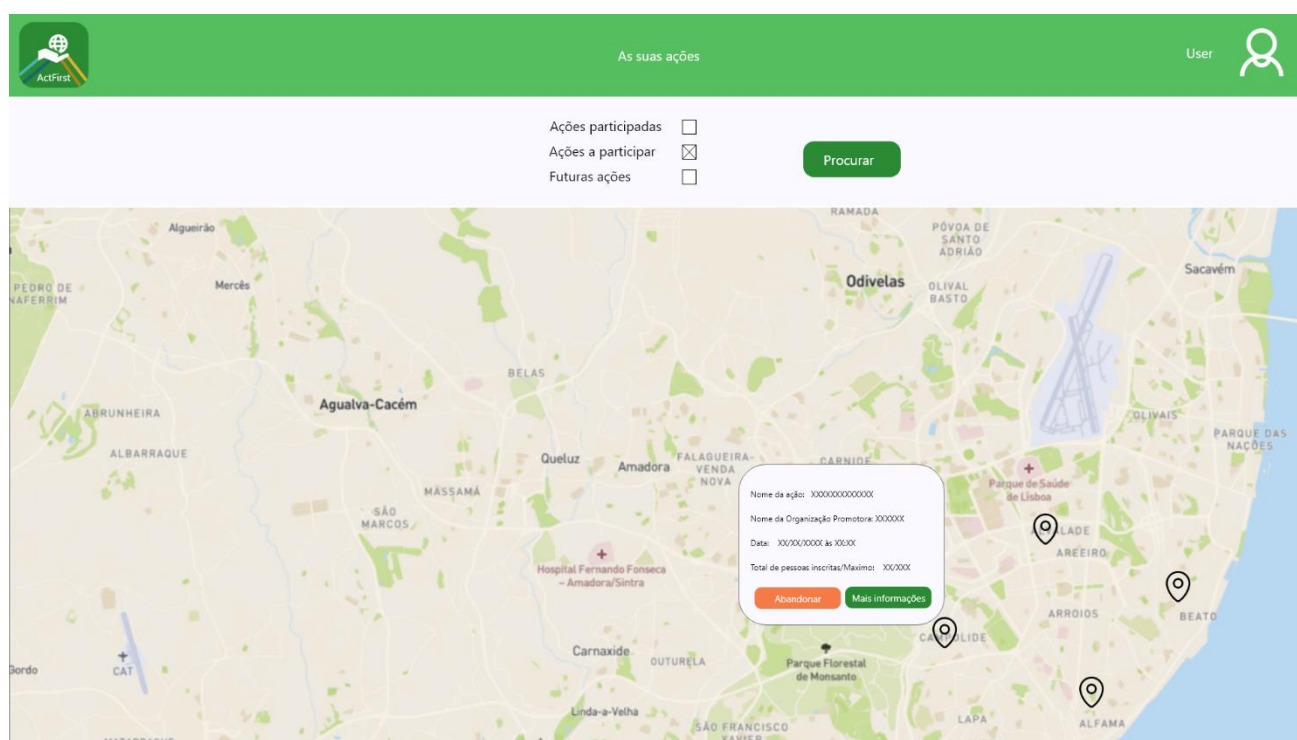 ActFirst
As suas ações
User
Ações participadas
Ações a participar
Procurar
Futuras ações
RAMADA
PÓVOA DE
SANTO
ADRIÃO
Algueirão
Sacavém
Odivelas
Mercês
OLIVAL
BASTO
PEDRO DE
NAFERRIM
BELAS
Agualva-Cacém
ABRUNHEIRA
OLIVAIS
PARQUE DAS
NAÇÕES
ALBARRAQUE
Queluz
Amadora
FALAGUEIRA-
VENDA
NOVA
CARNIDE
MASSAMÁ
SÃO
MARCOS
Parque de Saúde
de Lisboa
Nome da ação: XXXXXXXXXXXXX
Nome da Organização Promotora: XXXXXX
Data: XX/XX/XXXX às XX:XX
Total de pessoas inscritas/Maximo: XX/XXX
Abandonar
Mais informações
AREEIRO
Hospital Fernando Fonseca
– Amadora/Sintra
ARROIOS
BEATO
Carnaxide
OUTURELA
Parque Florestal
de Monsanto
Gordo
CAT
Linda-a-Velha
SÃO FRANCISCO
XAVIER
LAPA
ALFAMA